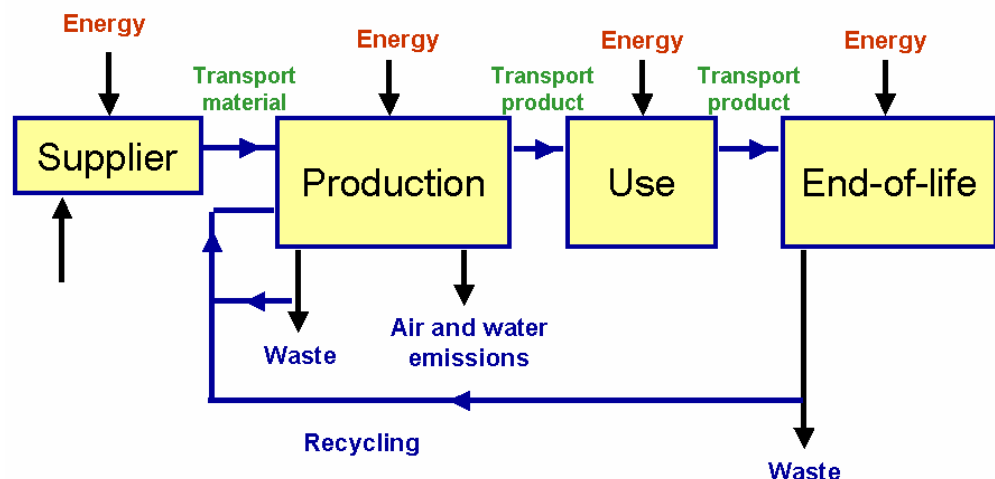 Energy
Energy
Energy
Energy
Transport
material
Transport
product
Transport
product
Supplier
Production
Use
End-of-life
Waste
Air and water
emissions
Recycling
Waste